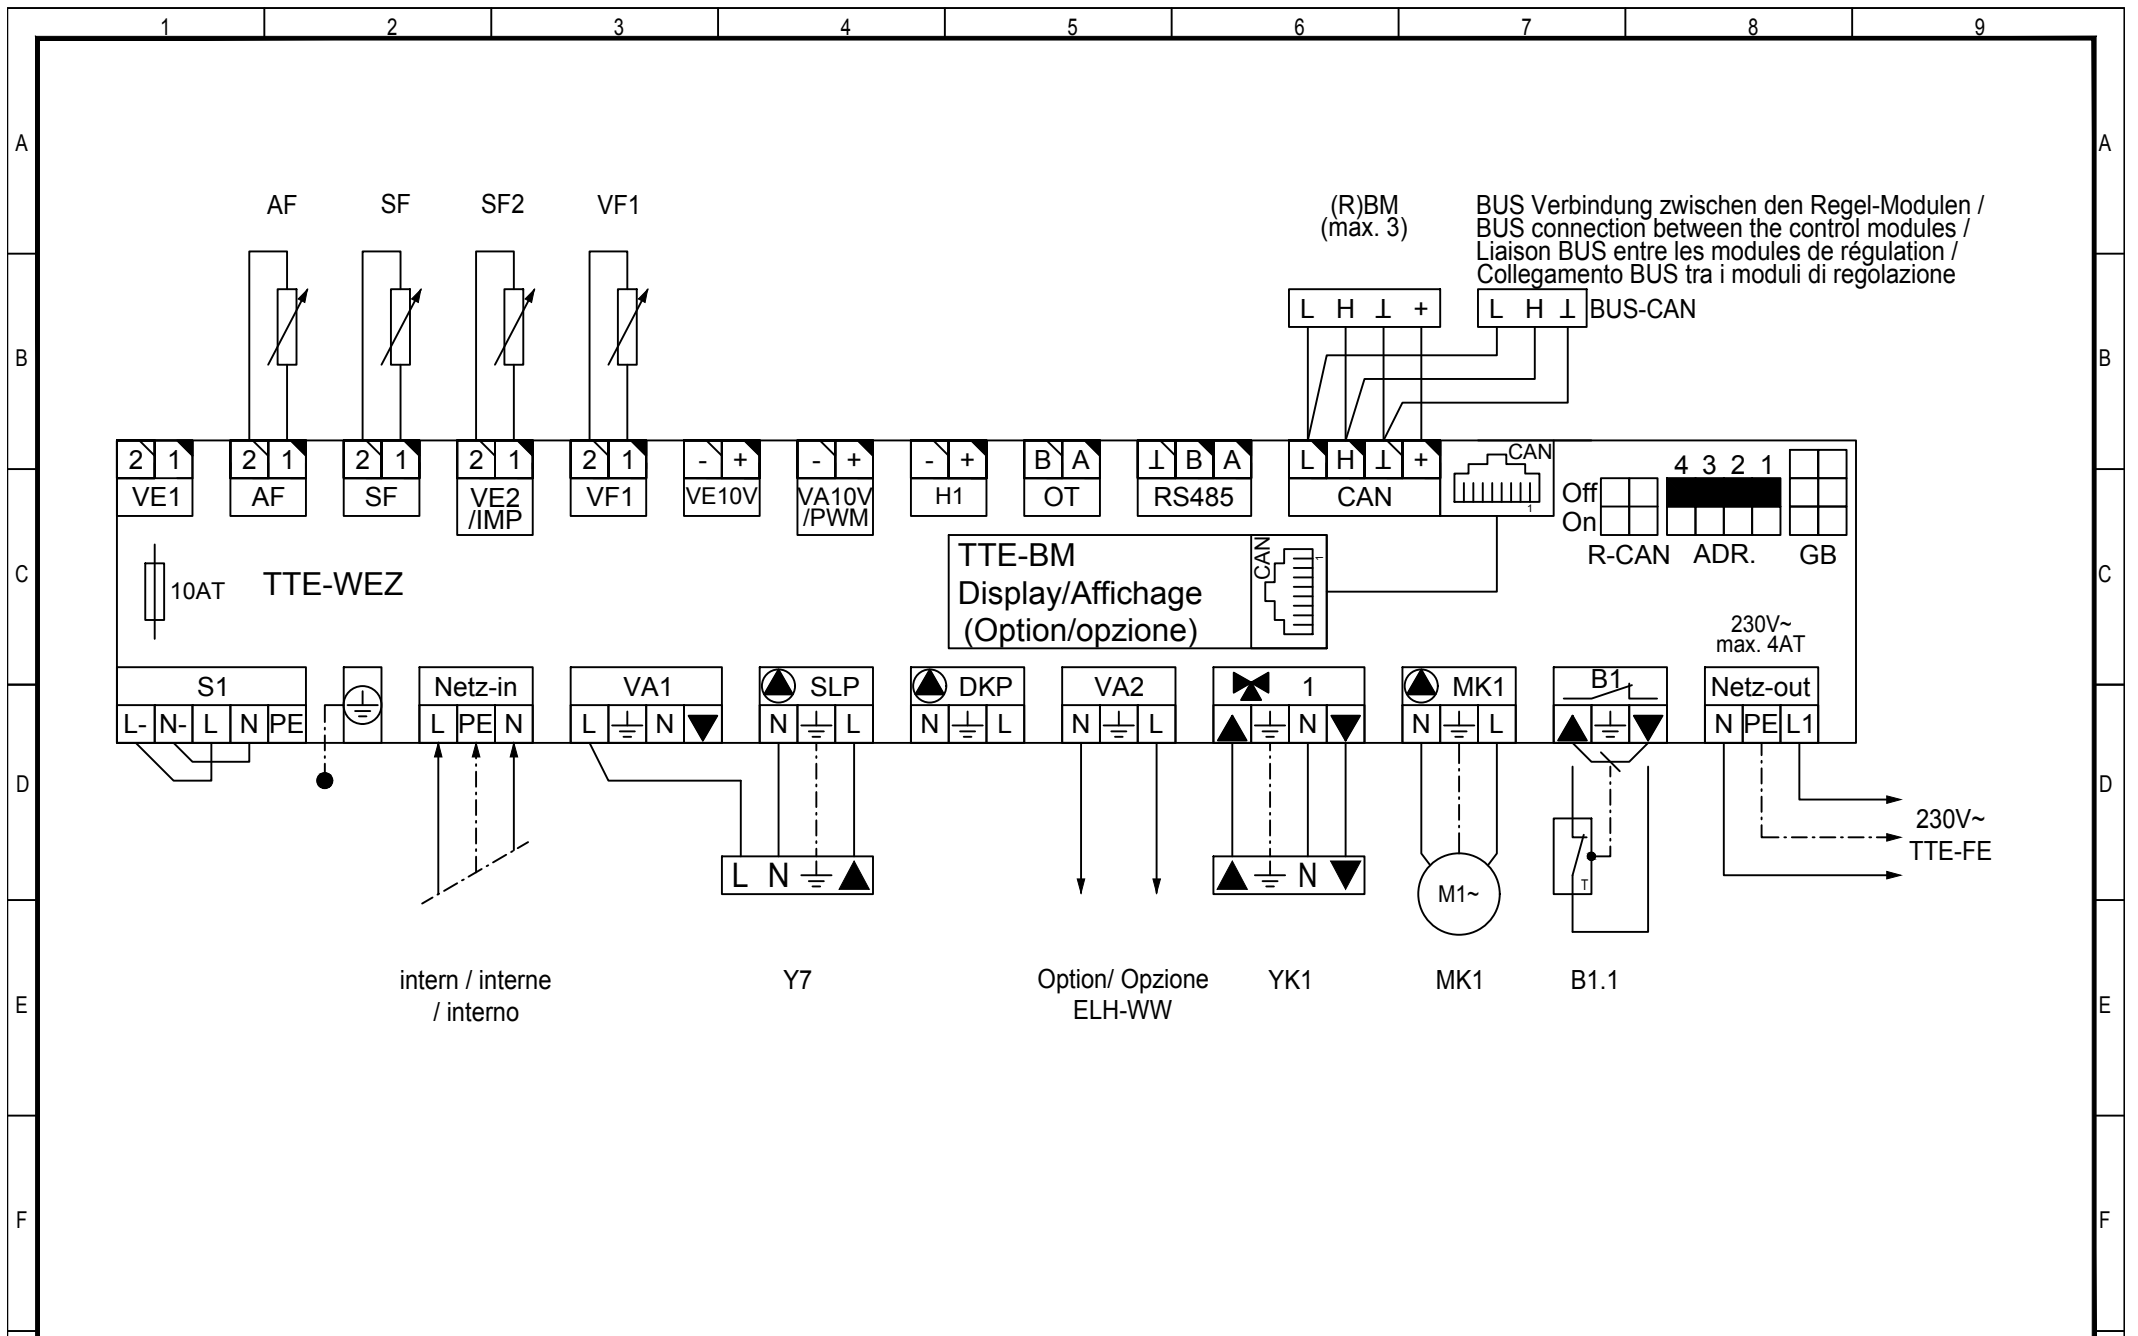 1 2 3 4 5 6 7 8 9
A A
AF SF SF2 VF1 (R)BM
(max. 3)
BUS Verbindung zwischen den Regel-Modulen /
BUS connection between the control modules /
Liaison BUS entre les modules de régulation /
Collegamento BUS tra i moduli di regolazione
L H ⊥ + L H ⊥ BUS-CAN
B B
2 1 2 1 2 1 2 1 2 1 - + - + - + B A ⊥ B A L H ⊥ + CAN
VE1 AF SF VE2 VF1 VE10V VA10V H1 OT RS485 CAN
/IMP /PWM
1
4 3 2 1
Off
On
R-CAN ADR. GB
C C
10AT TTE-WEZ
TTE-BM
Display/Affichage
(Option/opzione)
CAN
1
230V~
max. 4AT
S1 Netz-in VA1 SLP DKP VA2 1 MK1 B1 Netz-out
L- N- L N PE L PE N L N N L N L N L N N L N PE L1
D D
L N N M1~ T
230V~
TTE-FE
intern / interne
/ interno
Y7
Option/ Opzione
ELH-WW
YK1 MK1 B1.1
E E
F F